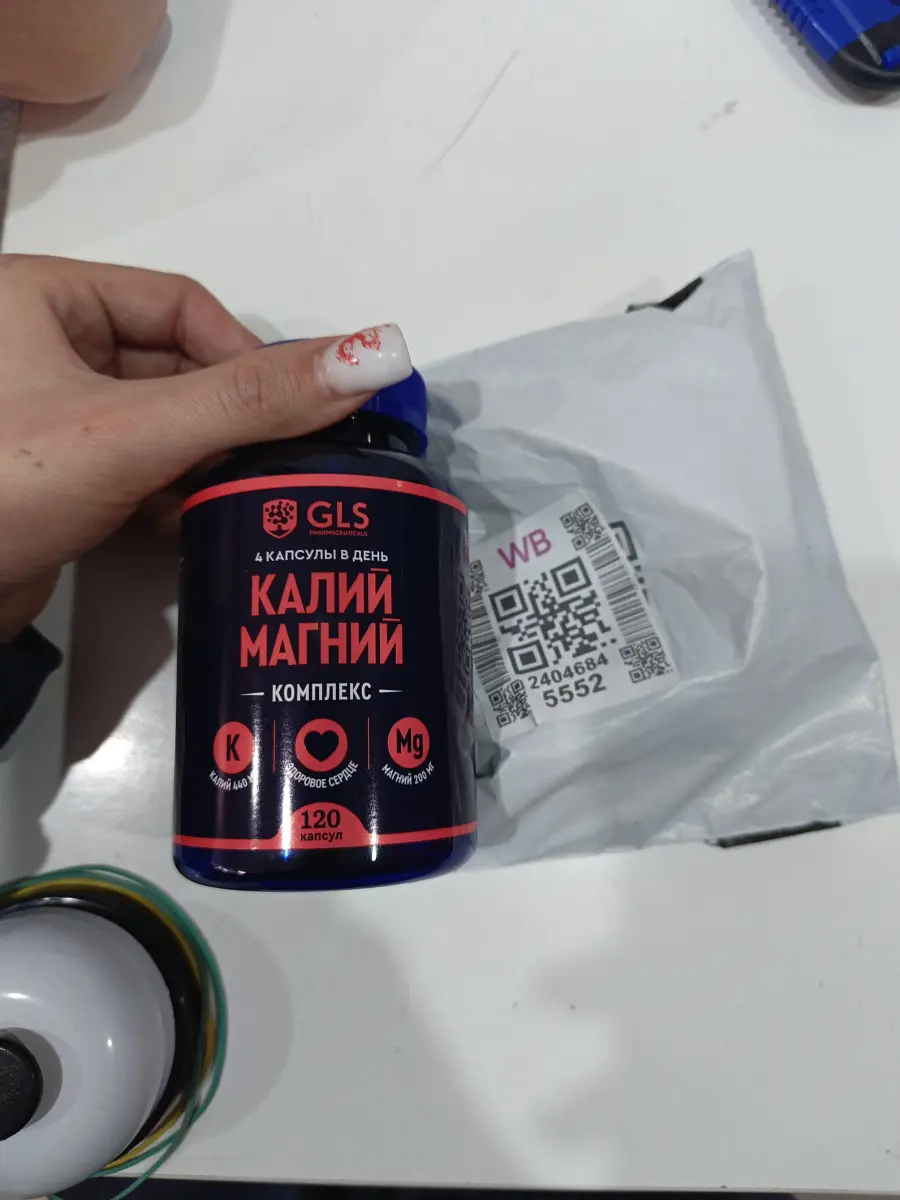 GLS
PHARMACEUTICALS
4 КАПСУЛЫ В ДЕНЬ
КАЛИЙ
МАГНИЙ
КОМПЛЕКС
K
Mg
КАЛИЙ 440
ЗДОРОВОЕ СЕРДЦЕ
МАГНИЙ 200 МГ
120
капсул
WB
2404684
5552